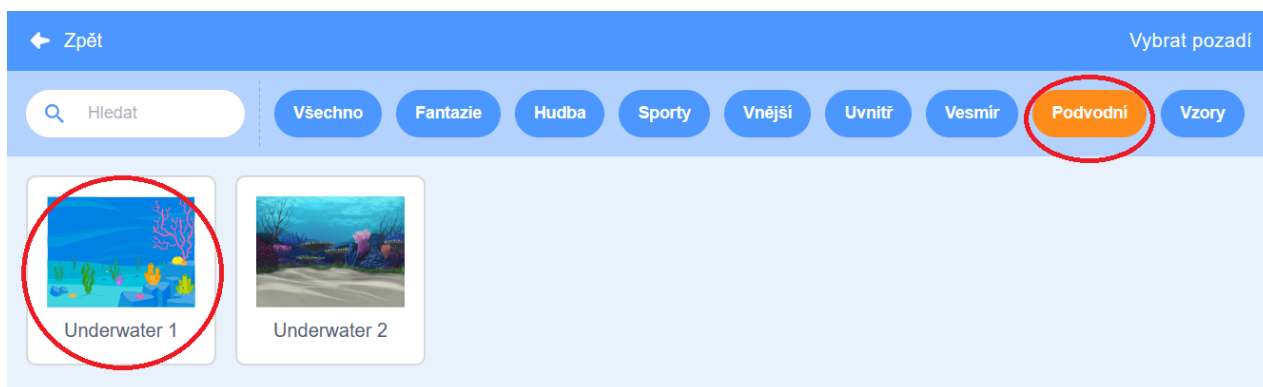 Zpět
Vybrat pozadí
Hledat
Všechno
Fantazie
Hudba
Sporty
Vnější
Uvnitř
Vesmír
Podvodní
Vzory
Underwater 1
Underwater 2